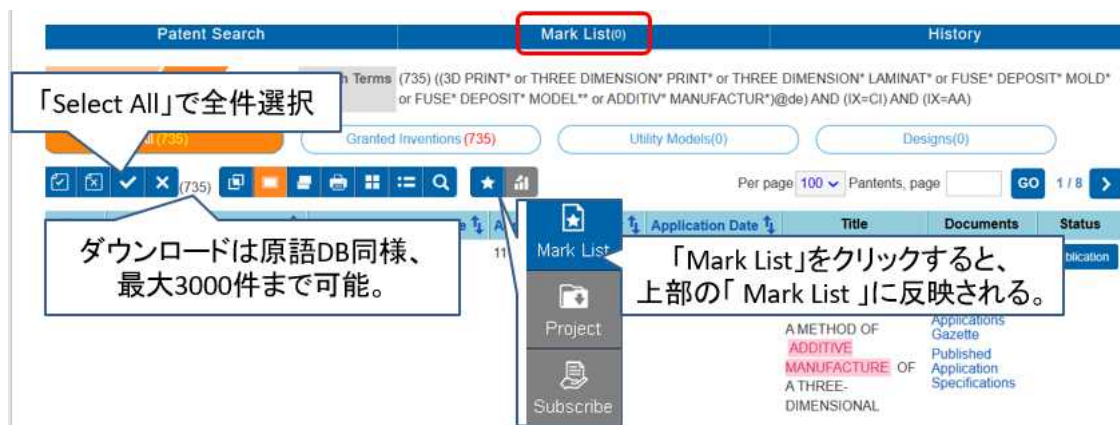 Patent Search Mark List(0) History
Terms (735) ((3D PRINT* or THREE DIMENSION* PRINT* or THREE DIMENSION* LAMINAT* or FUSE* DEPOSIT* MOLD*
or FUSE* DEPOSIT* MODEL** or ADDITIV* MANUFACTUR*)@de) AND (IX=CI) AND (IX=AA)
「Select All」で全件選択
(735) Granted Inventions (735) Utility Models(0) Designs(0)
(735) Per page 100 Pantents, page GO 1 / 8
Application Date Title Documents Status
ダウンロードは原語DB同様、
最大3000件まで可能。
11
Mark List
「Mark List」をクリックすると、
上部の「 Mark List 」に反映される。
blication
Project
Subscribe
A METHOD OF
ADDITIVE
MANUFACTURE OF
A THREE-
DIMENSIONAL
Applications
Gazette
Published
Application
Specifications